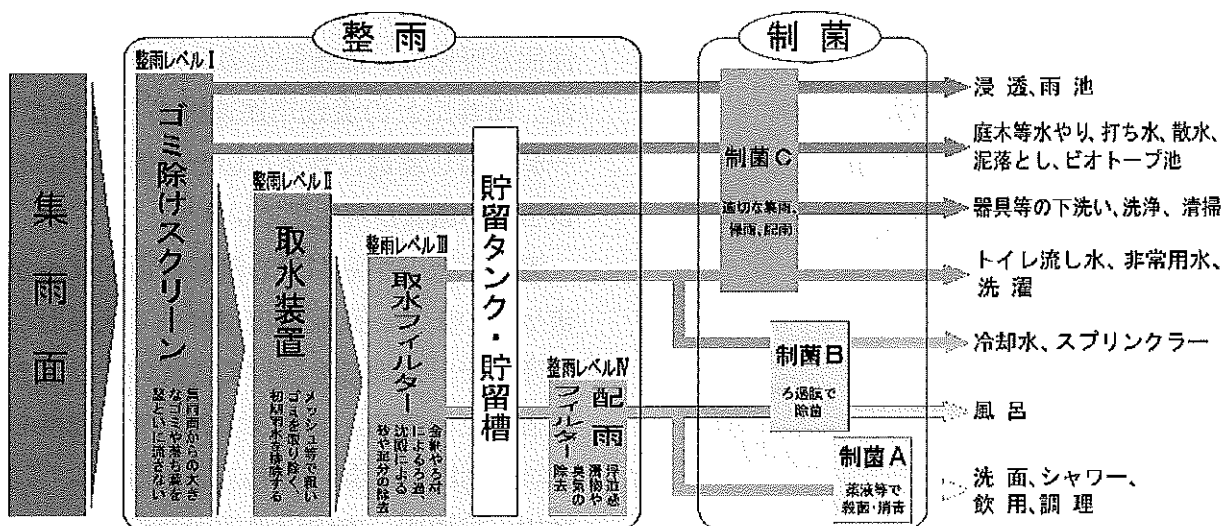 整雨
制菌
集雨面
整雨レベルⅠ
ゴミ除けスクリーン
集雨面からの大き
なゴミや落ち葉を
整といに流さない
整雨レベルⅡ
取水装置
メッシュ等で粗い
ゴミを取り除く、
初期雨水を排除する
整雨レベルⅢ
取水フィルター
金網やろ材
によるろ過
沈殿による
砂や泥分の除去
貯留タンク・貯留槽
整雨レベルⅣ
配雨
フィルター
浮遊懸
濁物や
臭気の
除去
制菌C
適切な集雨、
制菌B
ろ過膜で
除菌
制菌A
薬液等で
殺菌・消毒
浸透、雨池
庭木等水やり、打ち水、散水、
泥落とし、ビオトープ池
器具等の下洗い、洗浄、清掃
トイレ流し水、非常用水、
洗濯
冷却水、スプリンクラー
風呂
洗面、シャワー、
飲用、調理